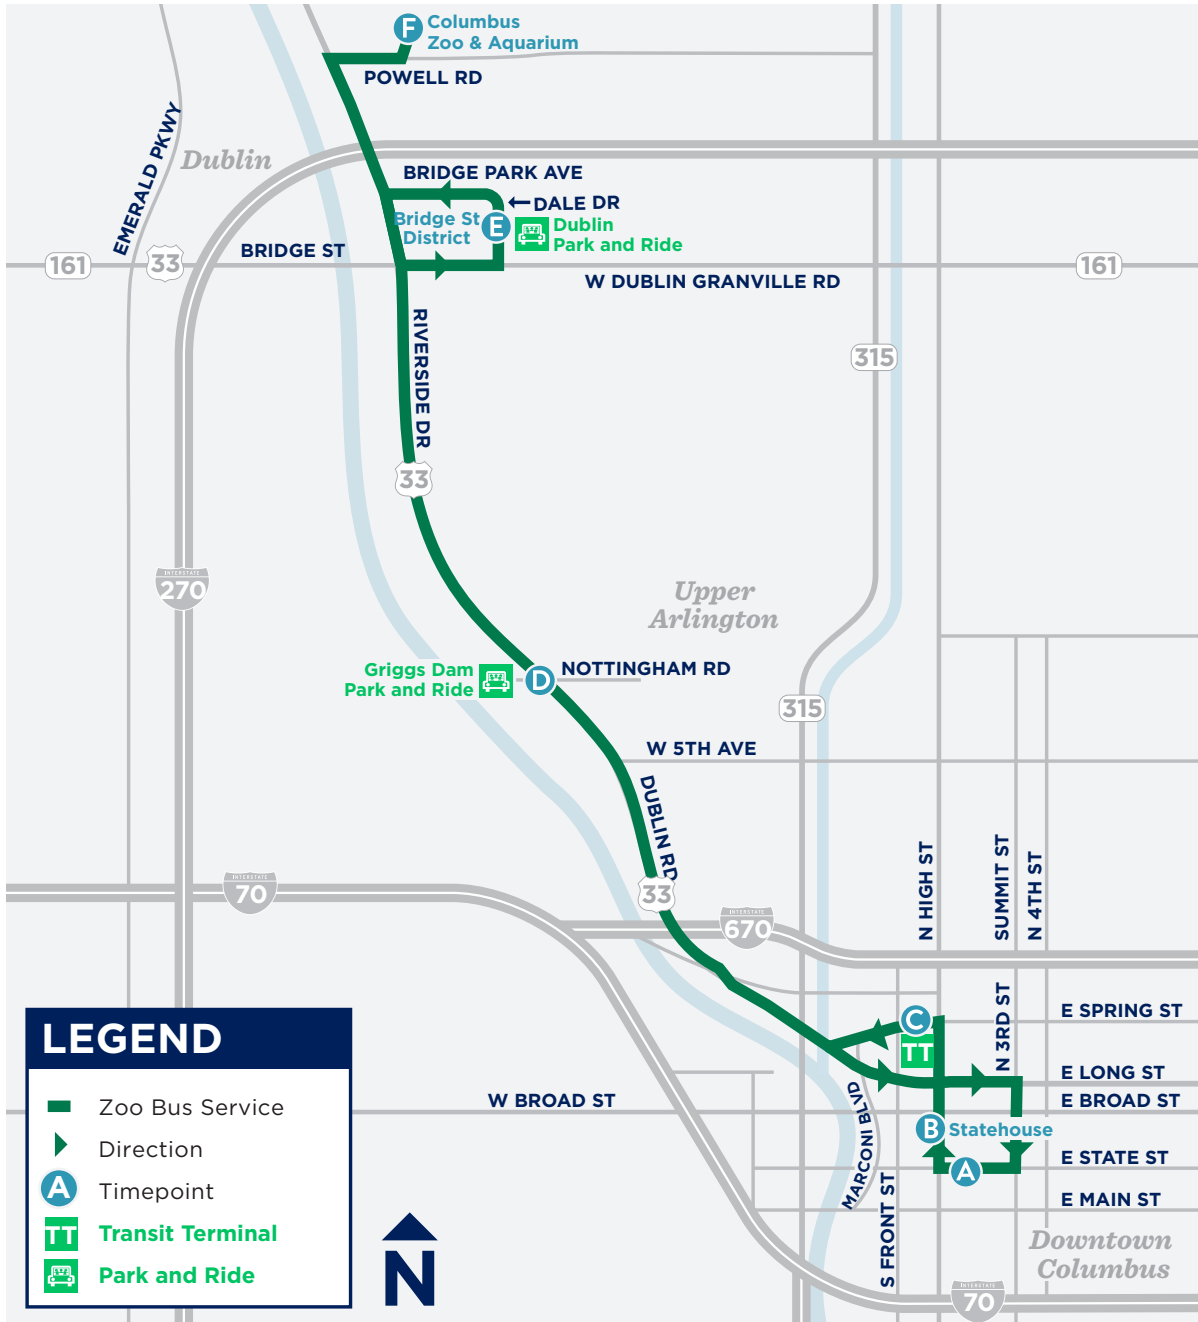 F
Columbus
Zoo & Aquarium
POWELL RD
EMERALD PKWY
Dublin
BRIDGE PARK AVE
DALE DR
Bridge St
District
E
Dublin
Park and Ride
BRIDGE ST
161
33
W DUBLIN GRANVILLE RD
161
RIVERSIDE DR
315
33
INTERSTATE
270
Upper
Arlington
Griggs Dam
Park and Ride
D
NOTTINGHAM RD
315
W 5TH AVE
DUBLIN RD
N HIGH ST
SUMMIT ST
N 4TH ST
INTERSTATE
70
33
INTERSTATE
670
N 3RD ST
C
TT
E SPRING ST
E LONG ST
W BROAD ST
E BROAD ST
MARCONI BLVD
B
Statehouse
E STATE ST
A
S FRONT ST
E MAIN ST
Downtown
Columbus
INTERSTATE
70
LEGEND
Zoo Bus Service
Direction
A
Timepoint
TT
Transit Terminal
Park and Ride
N